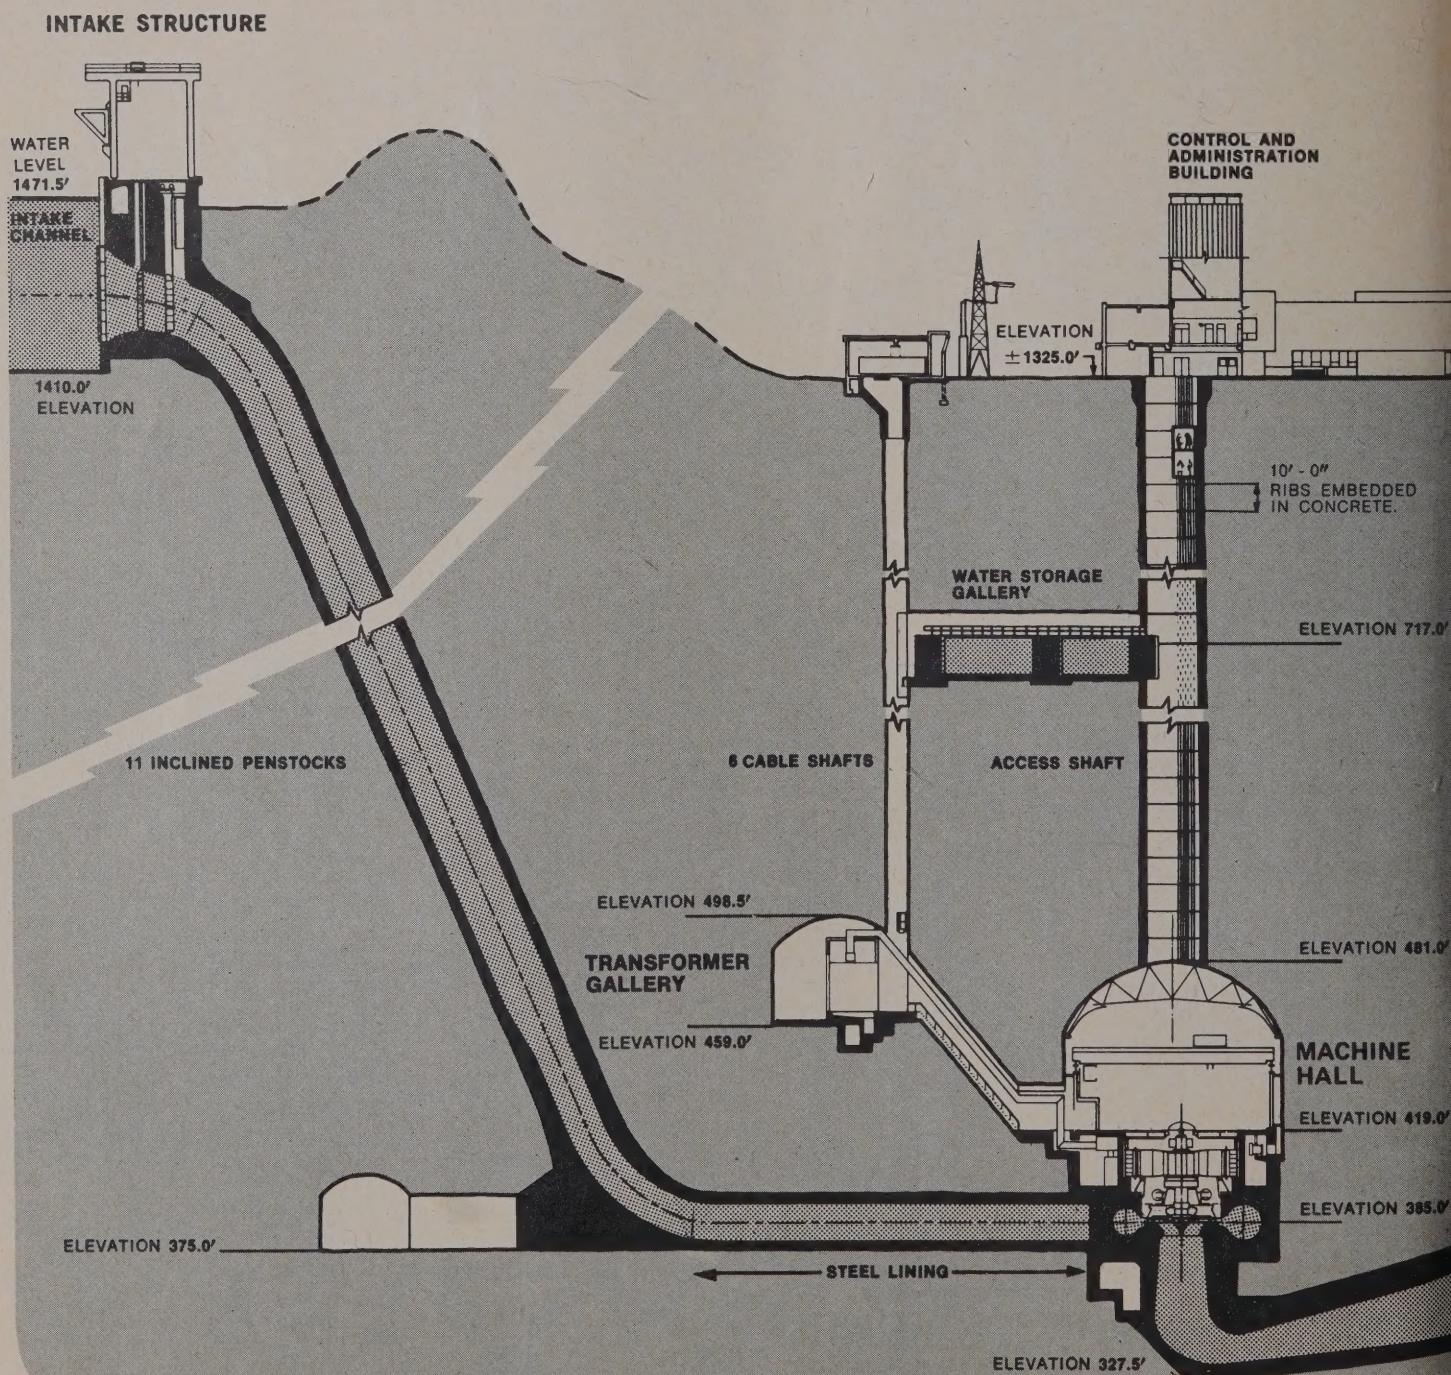 INTAKE STRUCTURE
WATER
LEVEL
1471.5'
INTAKE
CHANNEL
1410.0'
ELEVATION
CONTROL AND
ADMINISTRATION
BUILDING
ELEVATION
±1325.0'
10' - 0"
RIBS EMBEDDED
IN CONCRETE.
WATER STORAGE
GALLERY
ELEVATION 717.0'
11 INCLINED PENSTOCKS
6 CABLE SHAFTS
ACCESS SHAFT
ELEVATION 498.5'
TRANSFORMER
GALLERY
ELEVATION 459.0'
ELEVATION 481.0'
MACHINE
HALL
ELEVATION 419.0'
ELEVATION 385.0'
ELEVATION 375.0'
STEEL LINING
ELEVATION 327.5'